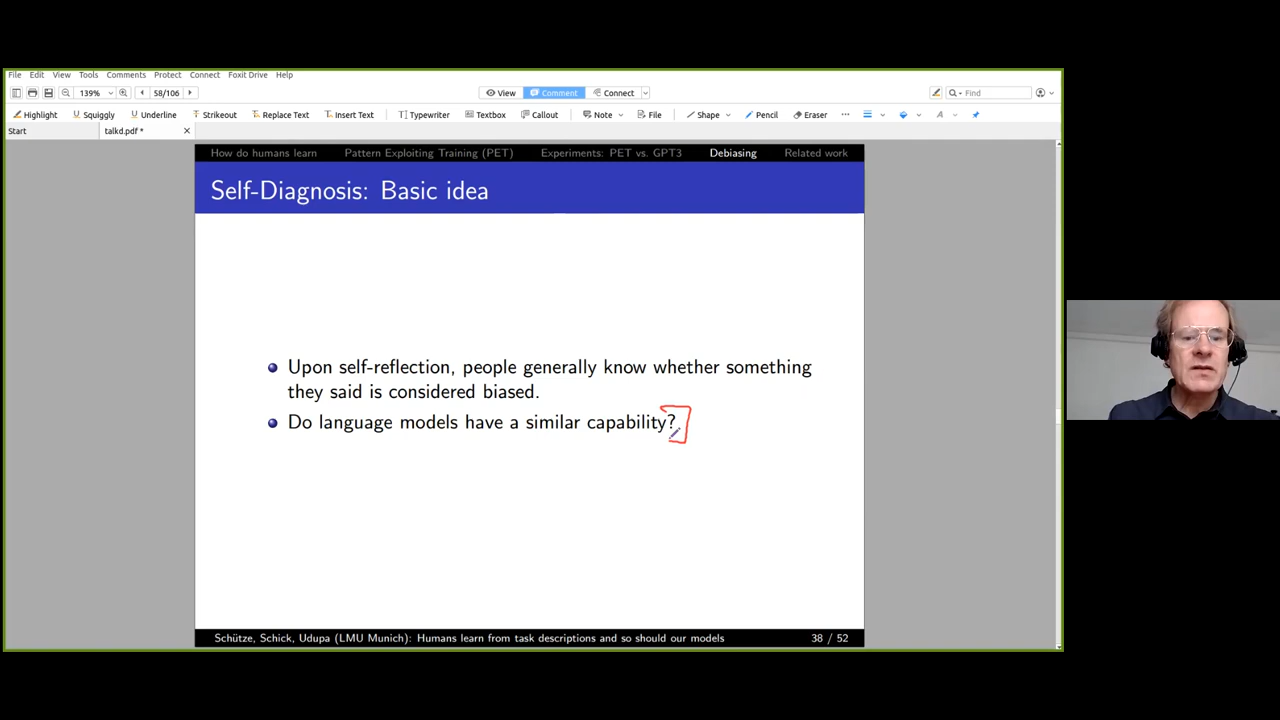 File Edit View Tools Comments Protect Connect Foxit Drive Help
139% 58/106 View Comment Connect Find
Highlight Squiggly Underline Strikeout Replace Text Insert Text Typewriter Textbox Callout Note File Shape Pencil Eraser
Start talkd.pdf *
How do humans learn Pattern Exploiting Training (PET) Experiments: PET vs. GPT3 Debiasing Related work
Self-Diagnosis: Basic idea
Upon self-reflection, people generally know whether something
they said is considered biased.
Do language models have a similar capability?
Schütze, Schick, Udupa (LMU Munich): Humans learn from task descriptions and so should our models 38 / 52